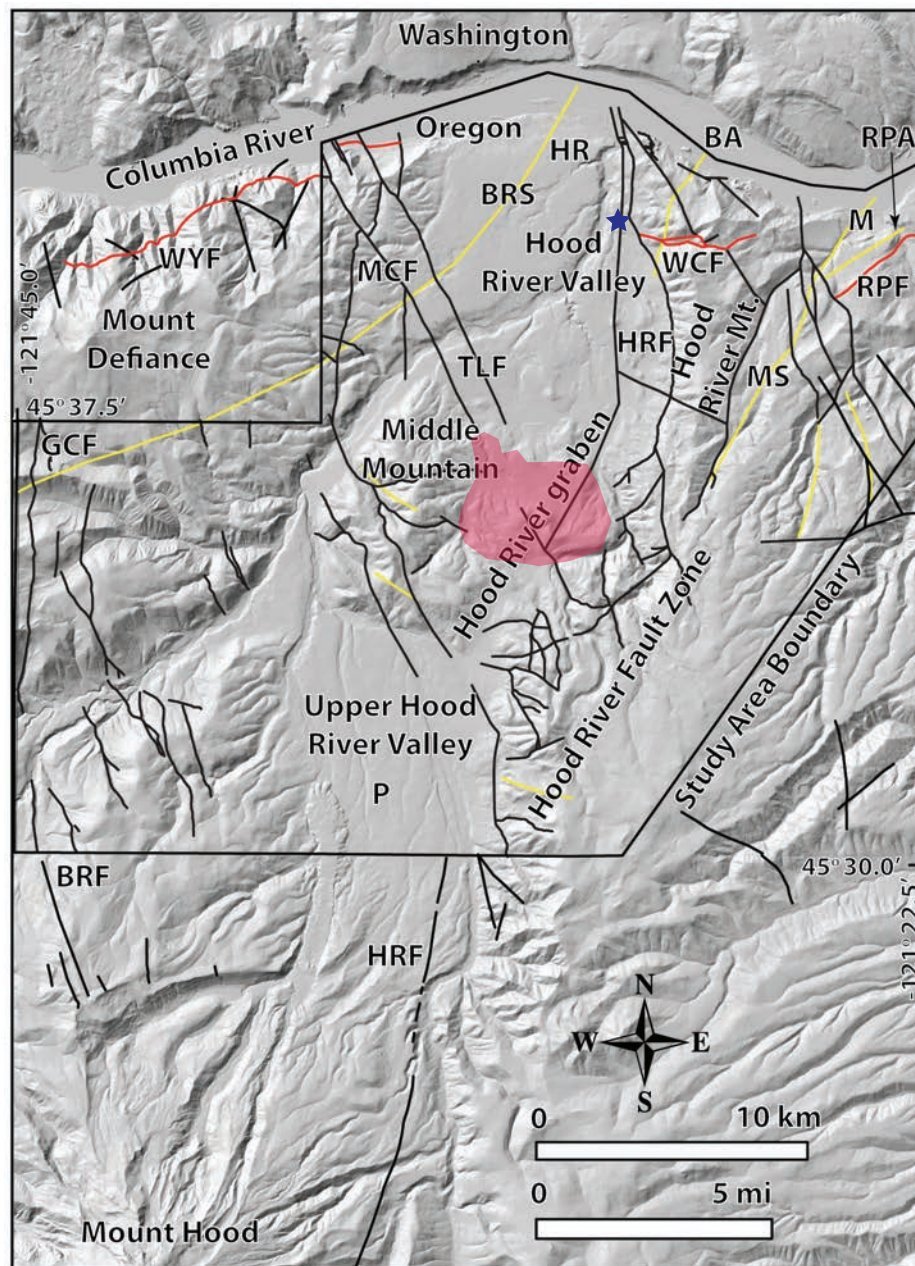 Washington
Columbia River
Oregon
HR
BA
RPA
BRS
M
WYF
MCF
Hood
River Valley
WCF
RPF
-121°45.0'
Mount
Defiance
HRF
Hood
River Mt.
TLF
MS
45°37.5'
GCF
Middle
Mountain
Hood River graben
Hood River Fault Zone
Study Area Boundary
Upper Hood
River Valley
P
BRF
45°30.0'
-121°22.5'
HRF
N
W
E
S
0
10 km
0
5 mi
Mount Hood